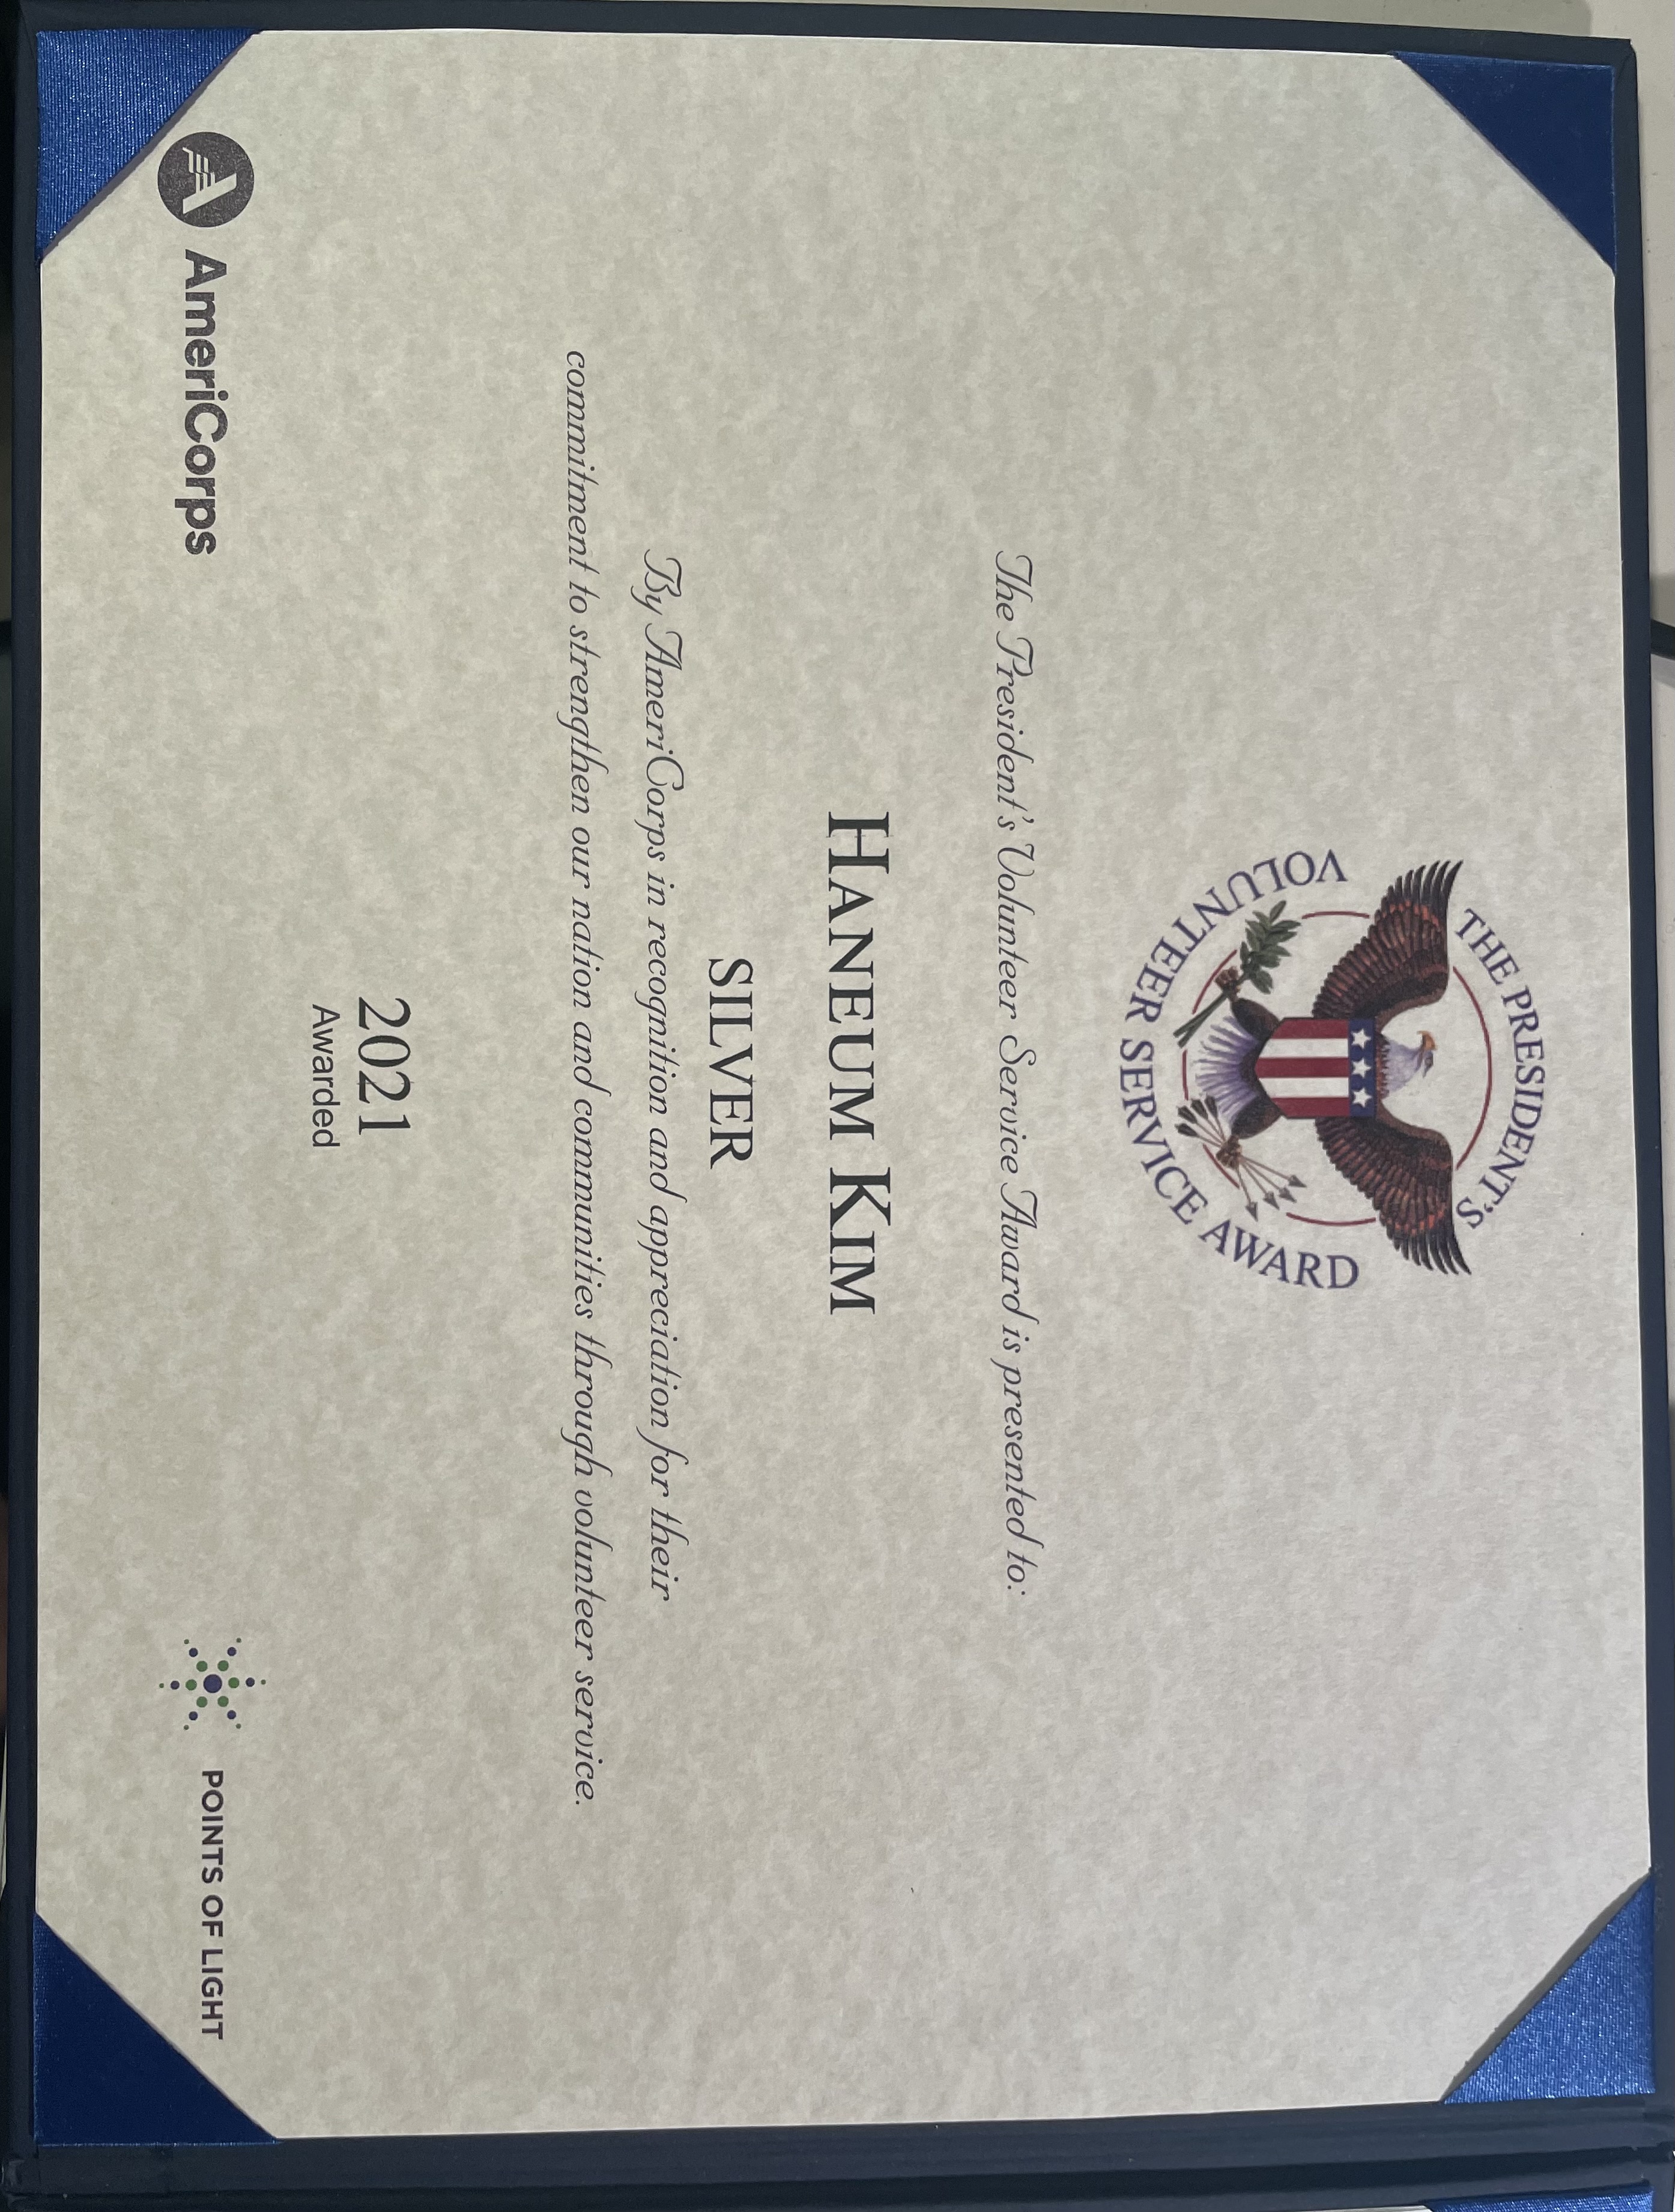 THE PRESIDENT'S
VOLUNTEER SERVICE AWARD
The President's Volunteer Service Award is presented to:
HANEUM KIM
SILVER
By AmeriCorps in recognition and appreciation for their
commitment to strengthen our nation and communities through volunteer service.
2021
Awarded
AmeriCorps
POINTS OF LIGHT